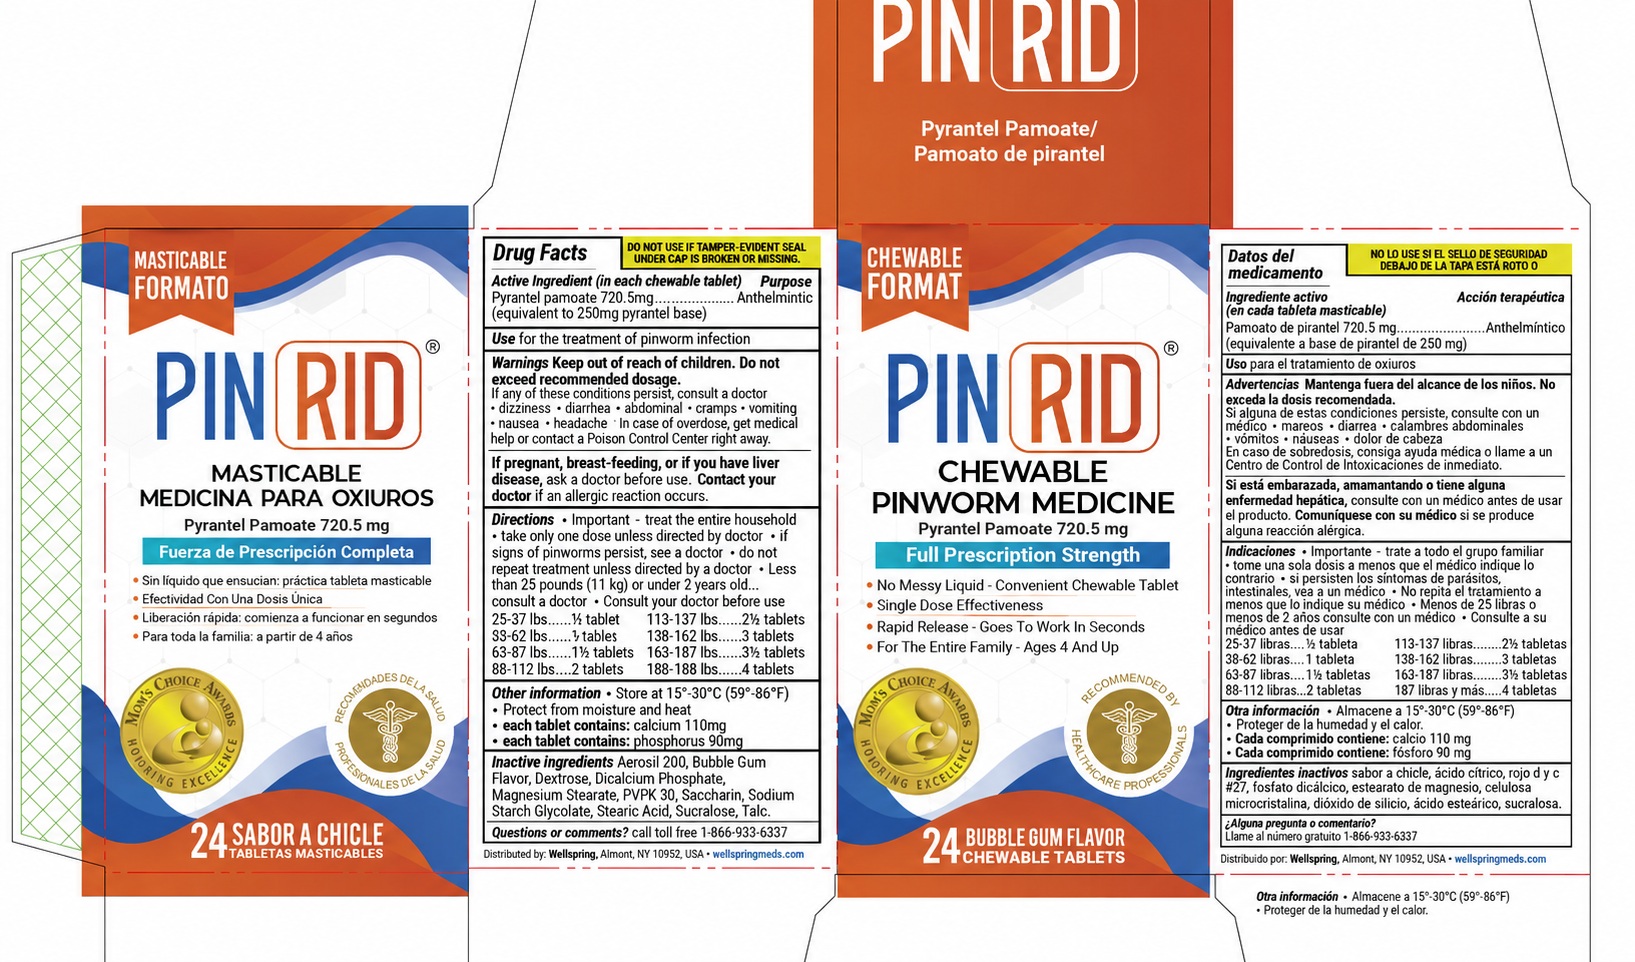 PIN RID
Pyrantel Pamoate/
Pamoato de pirantel
MASTICABLE
FORMATO
PIN RID ®
MASTICABLE
MEDICINA PARA OXIUROS
Pyrantel Pamoate 720.5 mg
Fuerza de Prescripción Completa
• Sin líquido que ensucian: práctica tableta masticable
• Efectividad Con Una Dosis Única
• Liberación rápida: comienza a funcionar en segundos
• Para toda la familia: a partir de 4 años
MOM'S CHOICE AWARDS
HONORING EXCELLENCE
RECOMENDADES DE LA SALUD
PROFESIONALES DE LA SALUD
24 SABOR A CHICLE
TABLETAS MASTICABLES
Drug Facts
DO NOT USE IF TAMPER-EVIDENT SEAL
UNDER CAP IS BROKEN OR MISSING.
Active Ingredient (in each chewable tablet) Purpose
Pyrantel pamoate 720.5mg.................... Anthelmintic
(equivalent to 250mg pyrantel base)
Use for the treatment of pinworm infection
Warnings Keep out of reach of children. Do not
exceed recommended dosage.
If any of these conditions persist, consult a doctor
• dizziness • diarrhea • abdominal • cramps • vomiting
• nausea • headache · In case of overdose, get medical
help or contact a Poison Control Center right away.
If pregnant, breast-feeding, or if you have liver
disease, ask a doctor before use. Contact your
doctor if an allergic reaction occurs.
Directions • Important - treat the entire household
• take only one dose unless directed by doctor • if
signs of pinworms persist, see a doctor • do not
repeat treatment unless directed by a doctor • Less
than 25 pounds (11 kg) or under 2 years old...
consult a doctor • Consult your doctor before use
25-37 lbs......½ tablet 113-137 lbs......2½ tablets
33-62 lbs......1 tablets 138-162 lbs......3 tablets
63-87 lbs......1½ tablets 163-187 lbs......3½ tablets
88-112 lbs....2 tablets 188-188 lbs.....4 tablets
Other information • Store at 15°-30°C (59°-86°F)
• Protect from moisture and heat
• each tablet contains: calcium 110mg
• each tablet contains: phosphorus 90mg
Inactive ingredients Aerosil 200, Bubble Gum
Flavor, Dextrose, Dicalcium Phosphate,
Magnesium Stearate, PVPK 30, Saccharin, Sodium
Starch Glycolate, Stearic Acid, Sucralose, Talc.
Questions or comments? call toll free 1-866-933-6337
Distributed by: Wellspring, Almont, NY 10952, USA • wellspringmeds.com
CHEWABLE
FORMAT
PIN RID ®
CHEWABLE
PINWORM MEDICINE
Pyrantel Pamoate 720.5 mg
Full Prescription Strength
• No Messy Liquid - Convenient Chewable Tablet
• Single Dose Effectiveness
• Rapid Release - Goes To Work In Seconds
• For The Entire Family - Ages 4 And Up
MOM'S CHOICE AWARDS
HONORING EXCELLENCE
RECOMMENDED BY
HEALTHCARE PROFESSIONALS
24 BUBBLE GUM FLAVOR
CHEWABLE TABLETS
Datos del
medicamento
NO LO USE SI EL SELLO DE SEGURIDAD
DEBAJO DE LA TAPA ESTÁ ROTO O
Ingrediente activo Acción terapéutica
(en cada tableta masticable)
Pamoato de pirantel 720.5 mg......................Anthelmíntico
(equivalente a base de pirantel de 250 mg)
Uso para el tratamiento de oxiuros
Advertencias Mantenga fuera del alcance de los niños. No
exceda la dosis recomendada.
Si alguna de estas condiciones persiste, consulte con un
médico • mareos • diarrea • calambres abdominales
• vómitos • náuseas • dolor de cabeza
En caso de sobredosis, consiga ayuda médica o llame a un
Centro de Control de Intoxicaciones de inmediato.
Si está embarazada, amamantando o tiene alguna
enfermedad hepática, consulte con un médico antes de usar
el producto. Comuníquese con su médico si se produce
alguna reacción alérgica.
Indicaciones • Importante - trate a todo el grupo familiar
• tome una sola dosis a menos que el médico indique lo
contrario • si persisten los síntomas de parásitos,
intestinales, vea a un médico • No repita el trztamiento a
menos que lo indique su médico • Menos de 25 libras o
menos de 2 años consulte con un médico • Consulte a su
médico antes de usar
25-37 libras....½ tableta 113-137 libras.......2½ tabletas
38-62 libras....1 tableta 138-162 libras.......3 tabletas
63-87 libras....1½ tabletas 163-187 libras.......3½ tabletas
88-112 libras...2 tabletas 187 libras y más.....4 tabletas
Otra información • Almacene a 15°-30°C (59°-86°F)
• Proteger de la humedad y el calor.
• Cada comprimido contiene: calcio 110 mg
• Cada comprimido contiene: fósforo 90 mg
Ingredientes inactivos sabor a chicle, ácido cítrico, rojo d y c
#27, fosfato dicálcico, estearato de magnesio, celulosa
microcristalina, dióxido de silicio, ácido esteárico, sucralosa.
¿Alguna pregunta o comentario?
Llame al número gratuito 1-866-933-6337
Distribuido por: Wellspring, Almont, NY 10952, USA • wellspringmeds.com
Otra información • Almacene a 15°-30°C (59°-86°F)
• Proteger de la humedad y el calor.